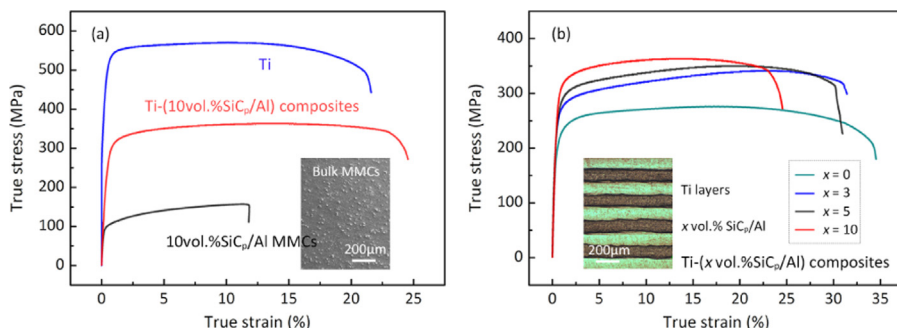 (a)
600
500
400
300
200
100
0
True stress (MPa)
Ti
Ti-(10vol.%SiCp/Al) composites
10vol.%SiCp/Al MMCs
Bulk MMCs
200μm
0 5 10 15 20 25
True strain (%)
(b)
400
300
200
100
0
True stress (MPa)
Ti layers
x vol.% SiCp/Al
200μm
x = 0
x = 3
x = 5
x = 10
Ti-(x vol.%SiCp/Al) composites
0 5 10 15 20 25 30 35
True strain (%)